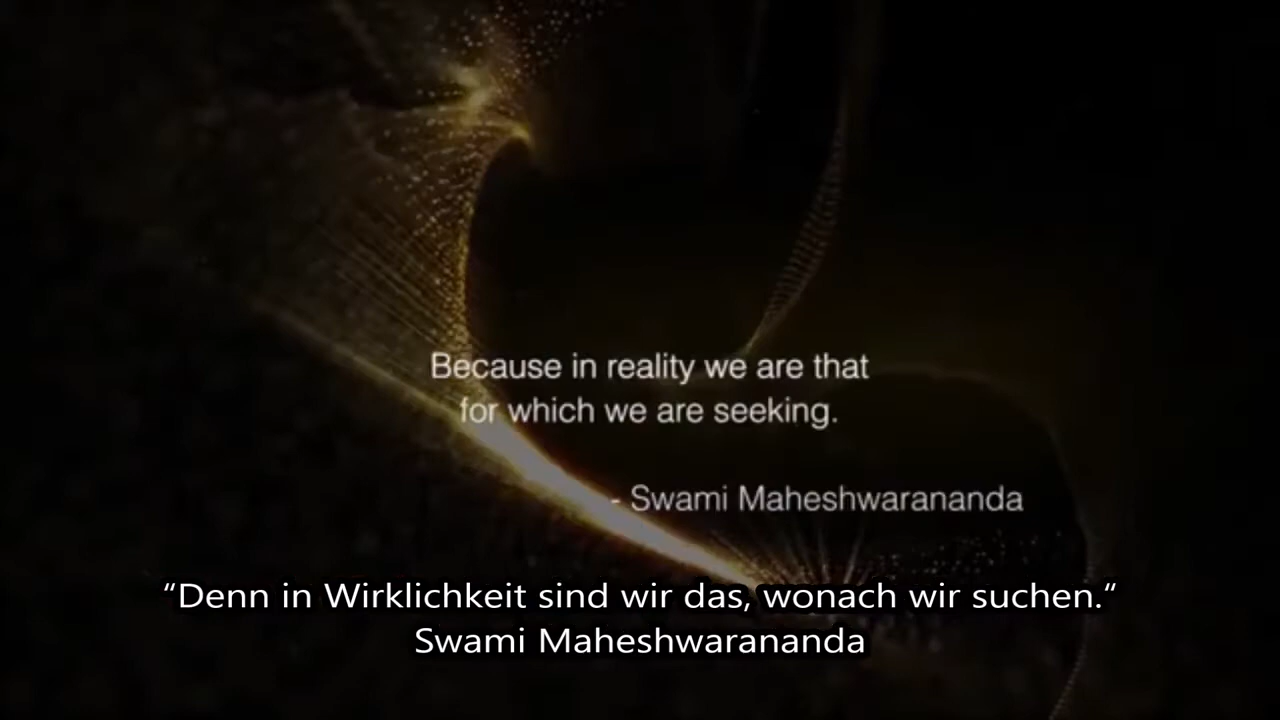 Because in reality we are that
for which we are seeking.
- Swami Maheshwarananda
“Denn in Wirklichkeit sind wir das, wonach wir suchen.“
Swami Maheshwarananda